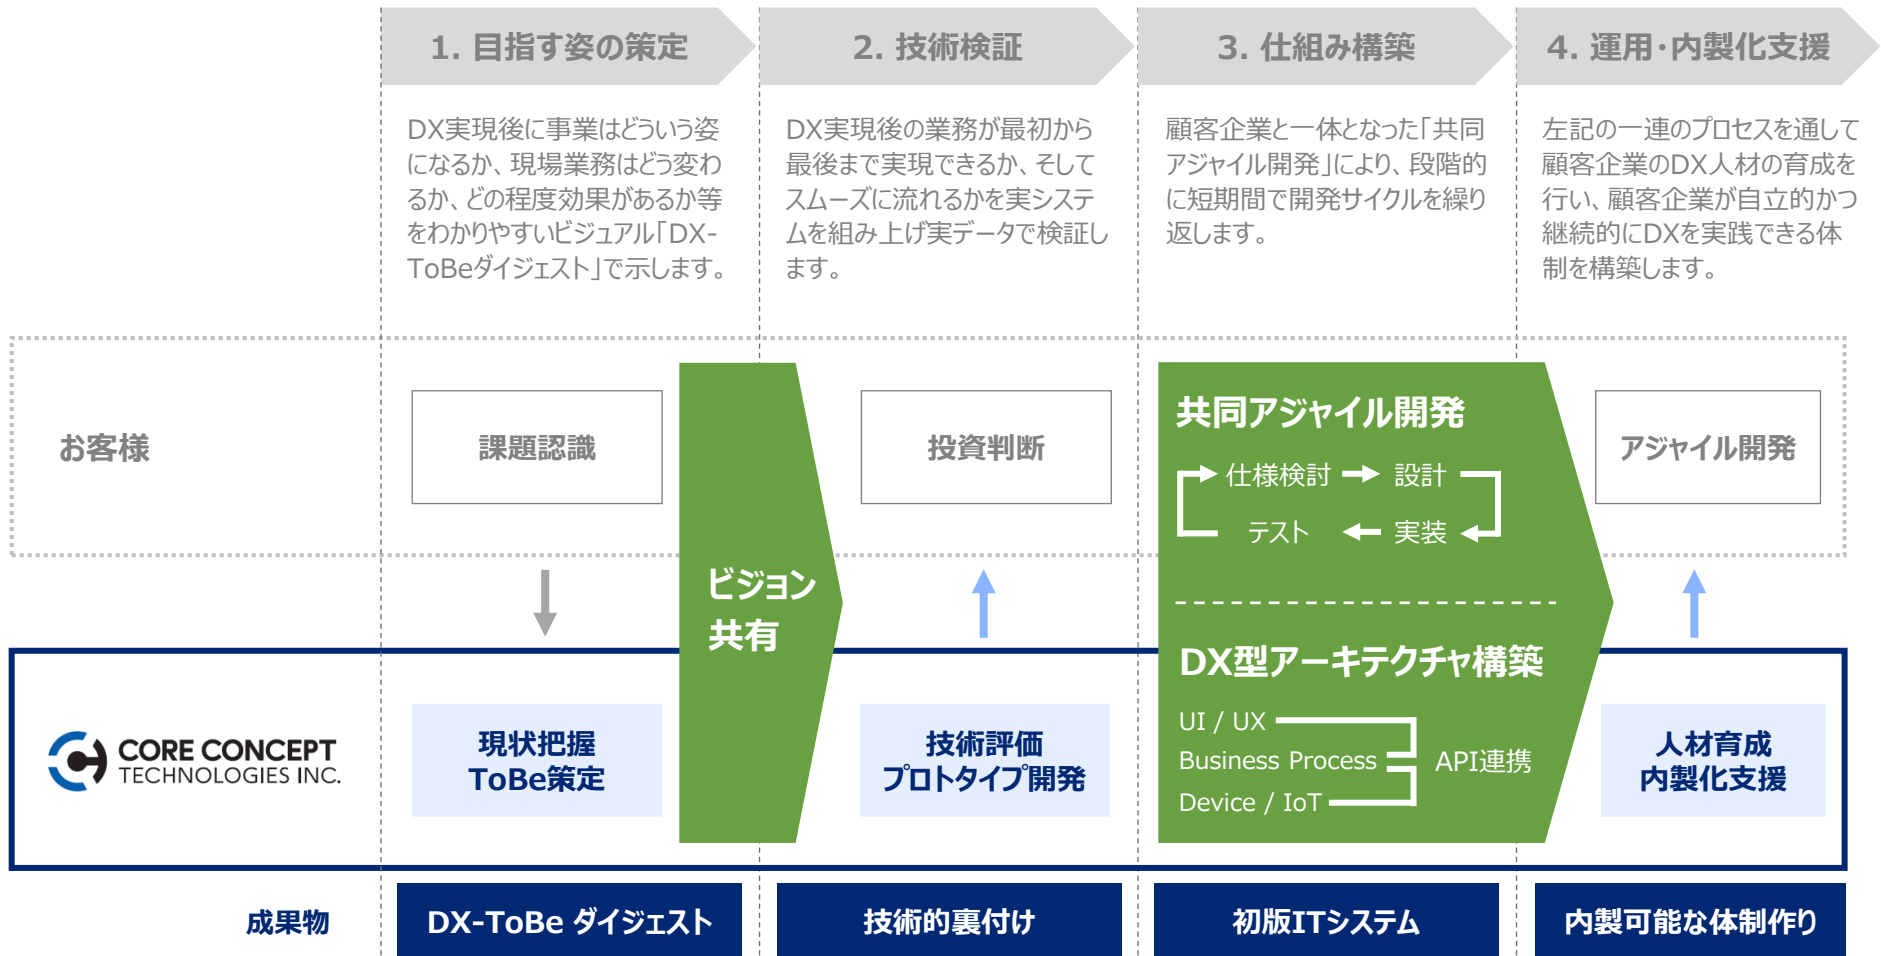 1. 目指す姿の策定
2. 技術検証
3. 仕組み構築
4. 運用・内製化支援
DX実現後に事業はどういう姿
になるか、現場業務はどう変わ
るか、どの程度効果があるか等
をわかりやすいビジュアル「DX-
ToBeダイジェスト」で示します。
DX実現後の業務が最初から
最後まで実現できるか、そして
スムーズに流れるかを実システ
ムを組み上げ実データで検証し
ます。
顧客企業と一体となった「共同
アジャイル開発」により、段階的
に短期間で開発サイクルを繰り
返します。
左記の一連のプロセスを通して
顧客企業のDX人材の育成を
行い、顧客企業が自立的かつ
継続的にDXを実践できる体
制を構築します。
お客様
課題認識
ビジョン
共有
投資判断
共同アジャイル開発
仕様検討
設計
テスト
実装
アジャイル開発
CORE CONCEPT
TECHNOLOGIES INC.
現状把握
ToBe策定
技術評価
プロトタイプ開発
DX型アーキテクチャ構築
UI / UX
Business Process
API連携
Device / IoT
人材育成
内製化支援
成果物
DX-ToBe ダイジェスト
技術的裏付け
初版ITシステム
内製可能な体制作り